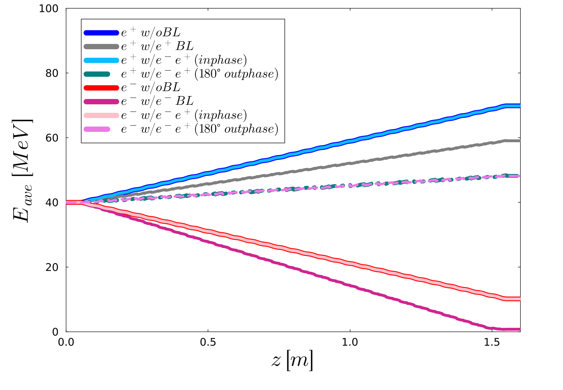 100
80
60
40
20
0
E_ave [MeV]
e^+ w/oBL
e^+ w/e^+ BL
e^+ w/e^- e^+ (inphase)
e^+ w/e^- e^+ (180° outphase)
e^- w/oBL
e^- w/e^- BL
e^- w/e^- e^+ (inphase)
e^- w/e^- e^+ (180° outphase)
0.0 0.5 1.0 1.5
z [m]